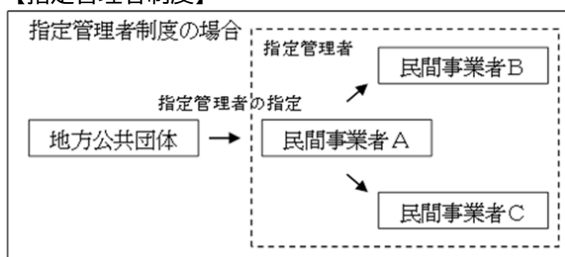 【指定管理者制度】
指定管理者制度の場合
指定管理者
民間事業者B
指定管理者の指定
地方公共団体
民間事業者A
民間事業者C